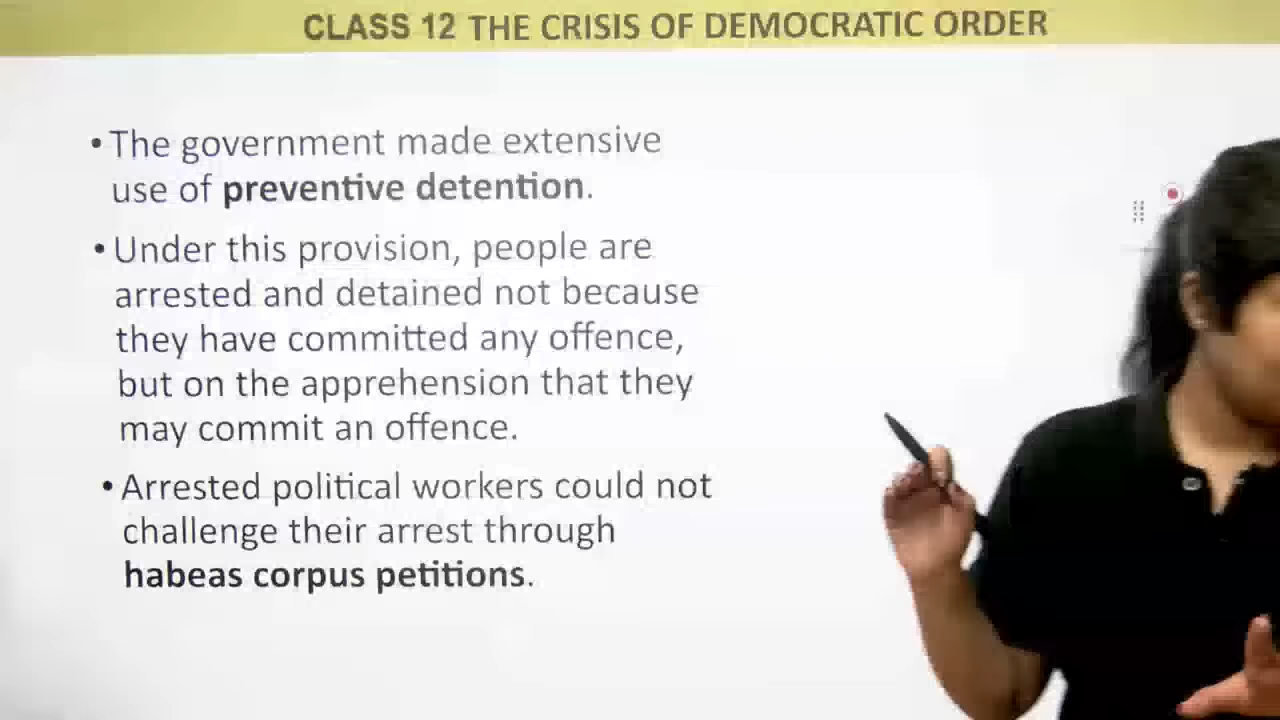 CLASS 12 THE CRISIS OF DEMOCRATIC ORDER
• The government made extensive
use of preventive detention.
• Under this provision, people are
arrested and detained not because
they have committed any offence,
but on the apprehension that they
may commit an offence.
• Arrested political workers could not
challenge their arrest through
habeas corpus petitions.